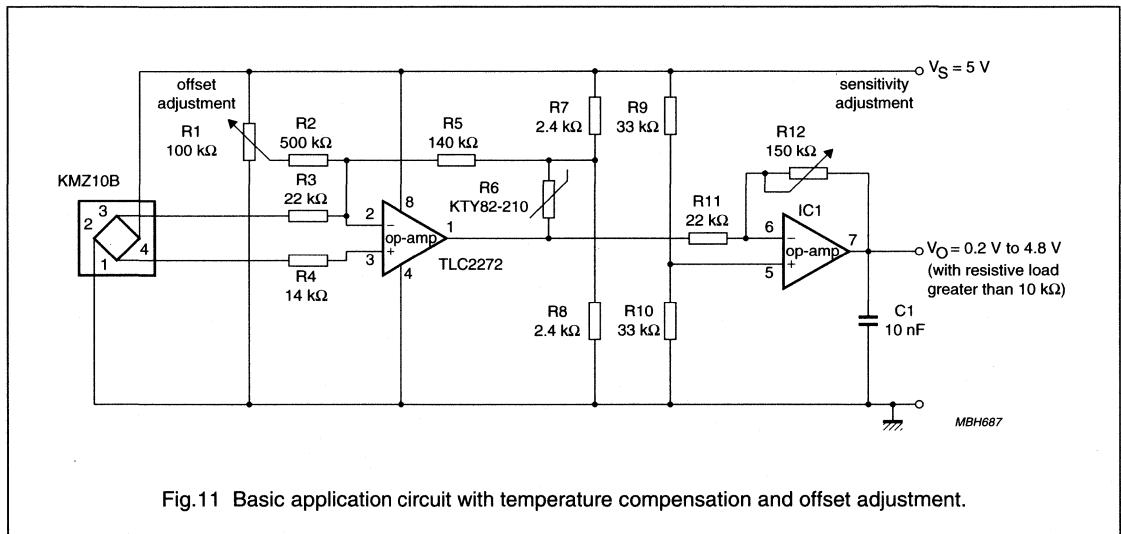 offset
adjustment
R1
100 kΩ
R2
500 kΩ
R3
22 kΩ
R4
14 kΩ
KMZ10B
2
3
1
4
R5
140 kΩ
R6
KTY82-210
2
−
8
op-amp
1
+
3
4
TLC2272
R7
2.4 kΩ
R8
2.4 kΩ
R9
33 kΩ
R10
33 kΩ
sensitivity
adjustment
R12
150 kΩ
R11
22 kΩ
IC1
6
−
op-amp
7
5
+
C1
10 nF
VS = 5 V
VO = 0.2 V to 4.8 V
(with resistive load
greater than 10 kΩ)
MBH687
Fig.11 Basic application circuit with temperature compensation and offset adjustment.